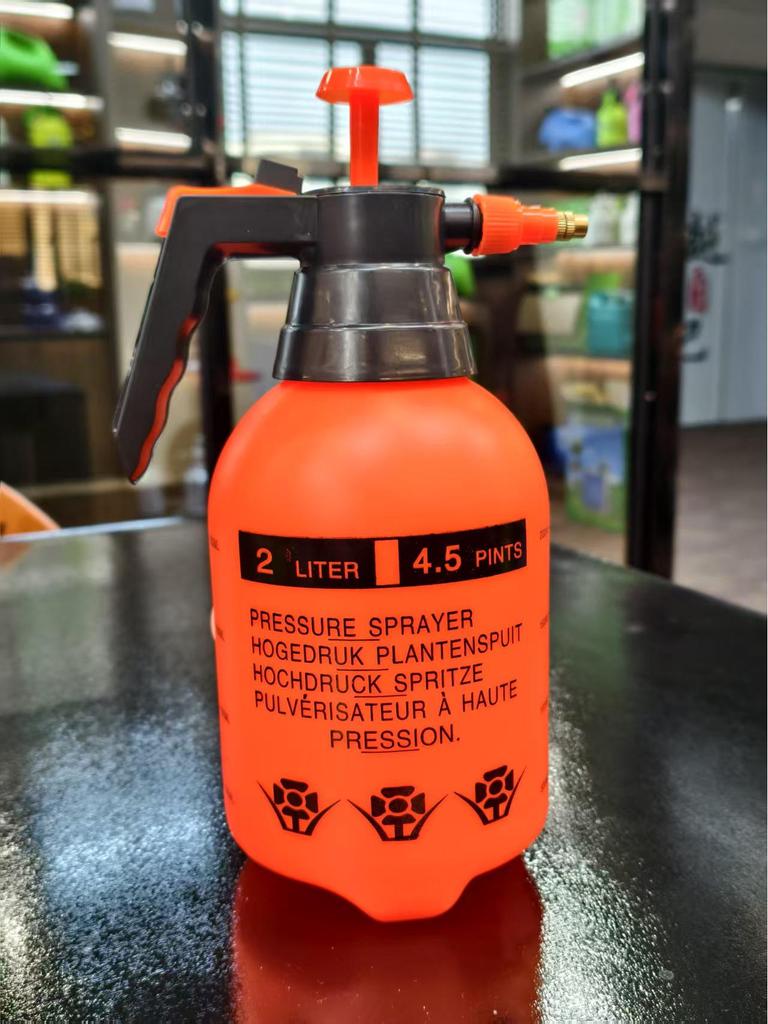 2 LITER 4.5 PINTS
PRESSURE SPRAYER
HOGEDRUK PLANTENSPUIT
HOCHDRUCK SPRITZE
PULVÉRISATEUR À HAUTE
PRESSION.